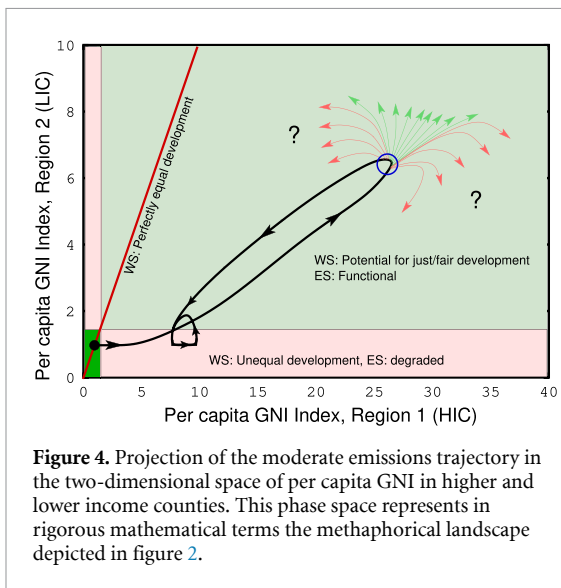 10
8
6
4
2
0
Per capita GNI Index, Region 2 (LIC)
WS: Perfectly equal development
?
?
WS: Potential for just/fair development
ES: Functional
WS: Unequal development, ES: degraded
0 5 10 15 20 25 30 35 40
Per capita GNI Index, Region 1 (HIC)
Figure 4. Projection of the moderate emissions trajectory in
the two-dimensional space of per capita GNI in higher and
lower income counties. This phase space represents in
rigorous mathematical terms the metaphorical landscape
depicted in figure 2.